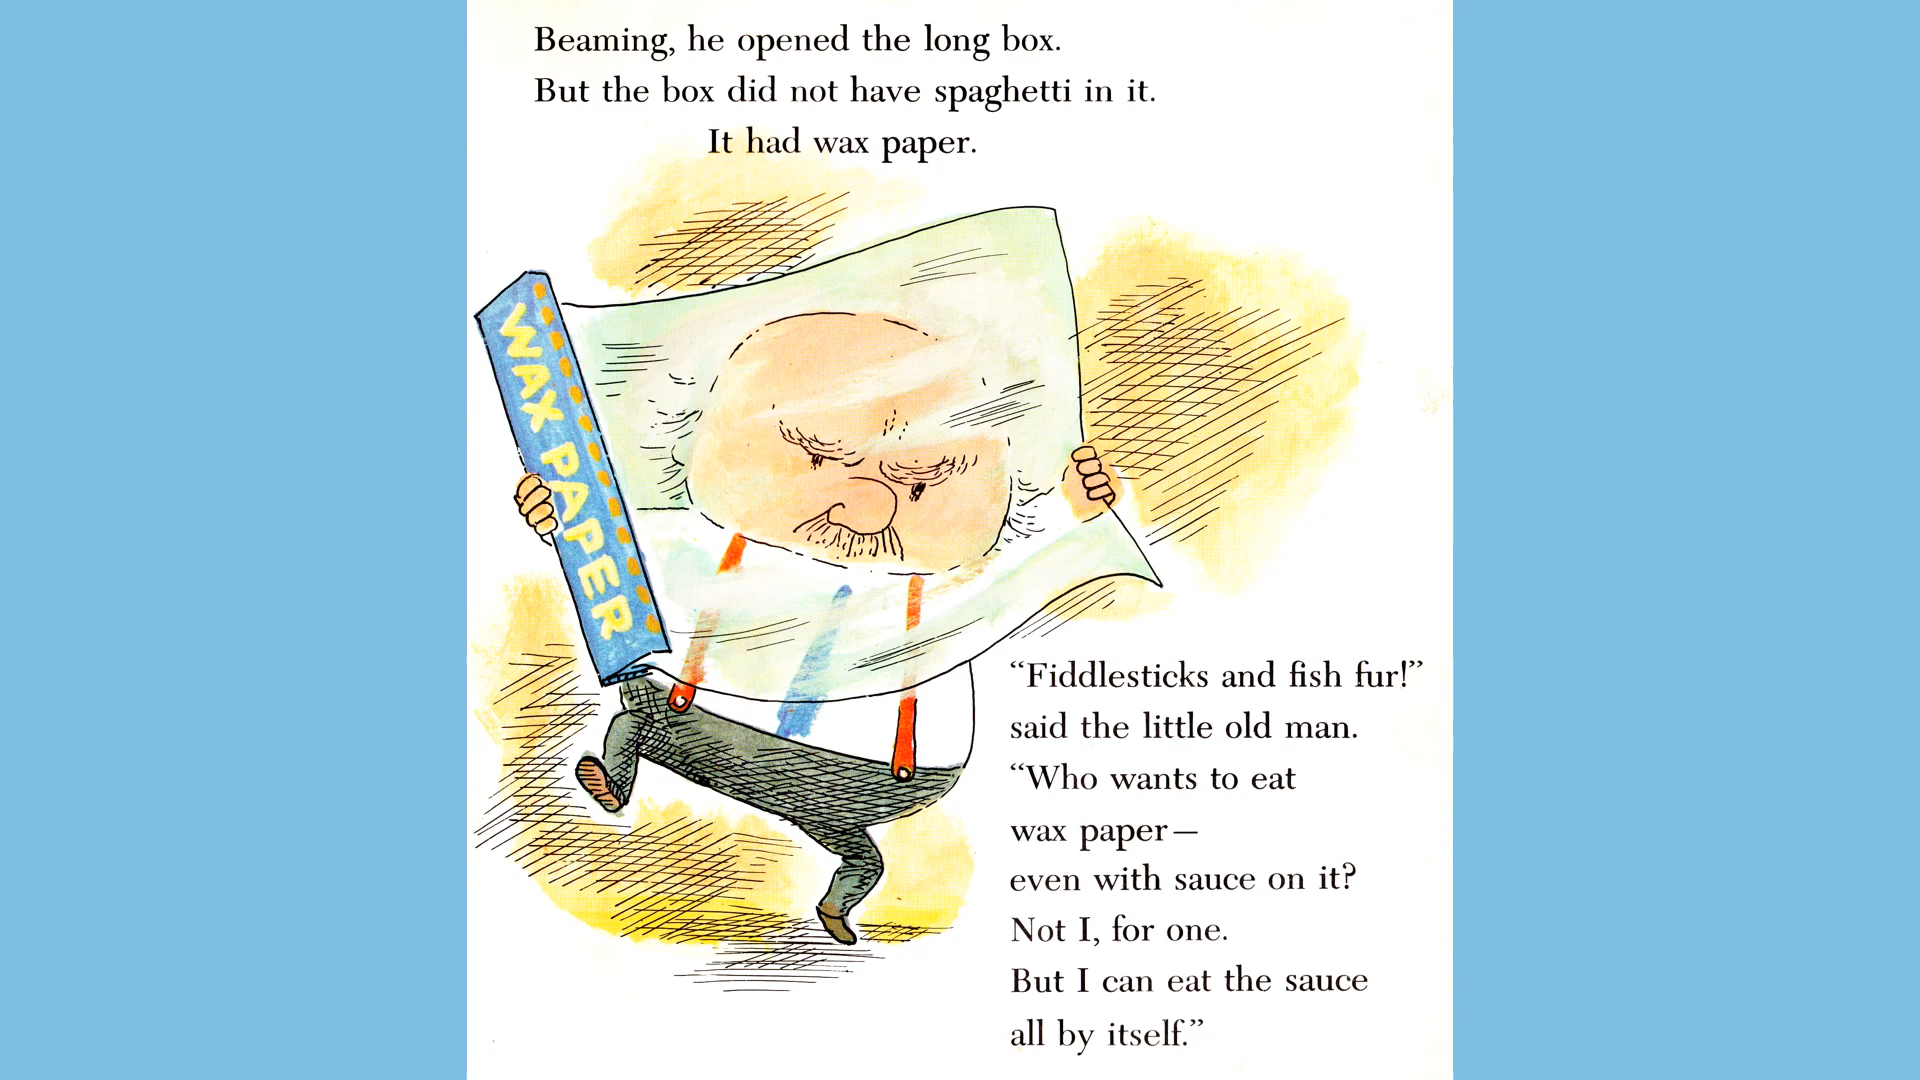 Beaming, he opened the long box.
But the box did not have spaghetti in it.
It had wax paper.
WAX PAPER
“Fiddlesticks and fish fur!”
said the little old man.
“Who wants to eat
wax paper—
even with sauce on it?
Not I, for one.
But I can eat the sauce
all by itself.”